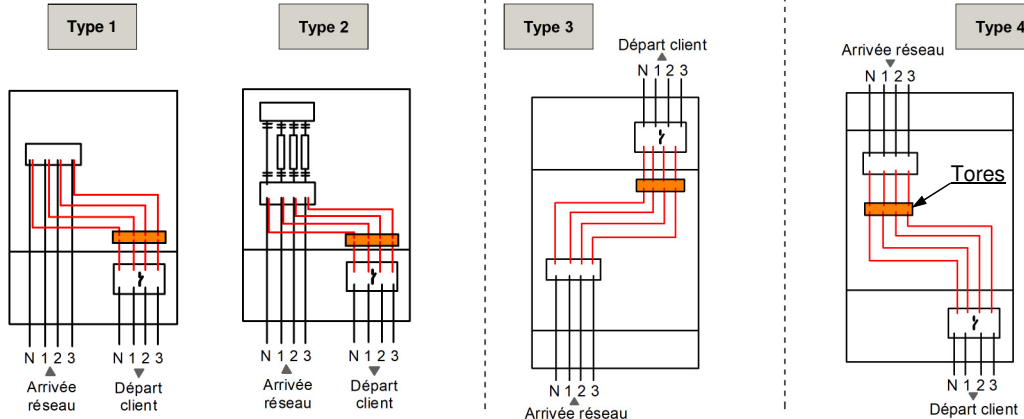 Type 1
Type 2
Type 3
Type 4
Départ client
N 1 2 3
Arrivée réseau
N 1 2 3
Tores
N 1 2 3
Arrivée
réseau
N 1 2 3
Départ
client
N 1 2 3
Arrivée
réseau
N 1 2 3
Départ
client
N 1 2 3
Arrivée réseau
N 1 2 3
Départ client